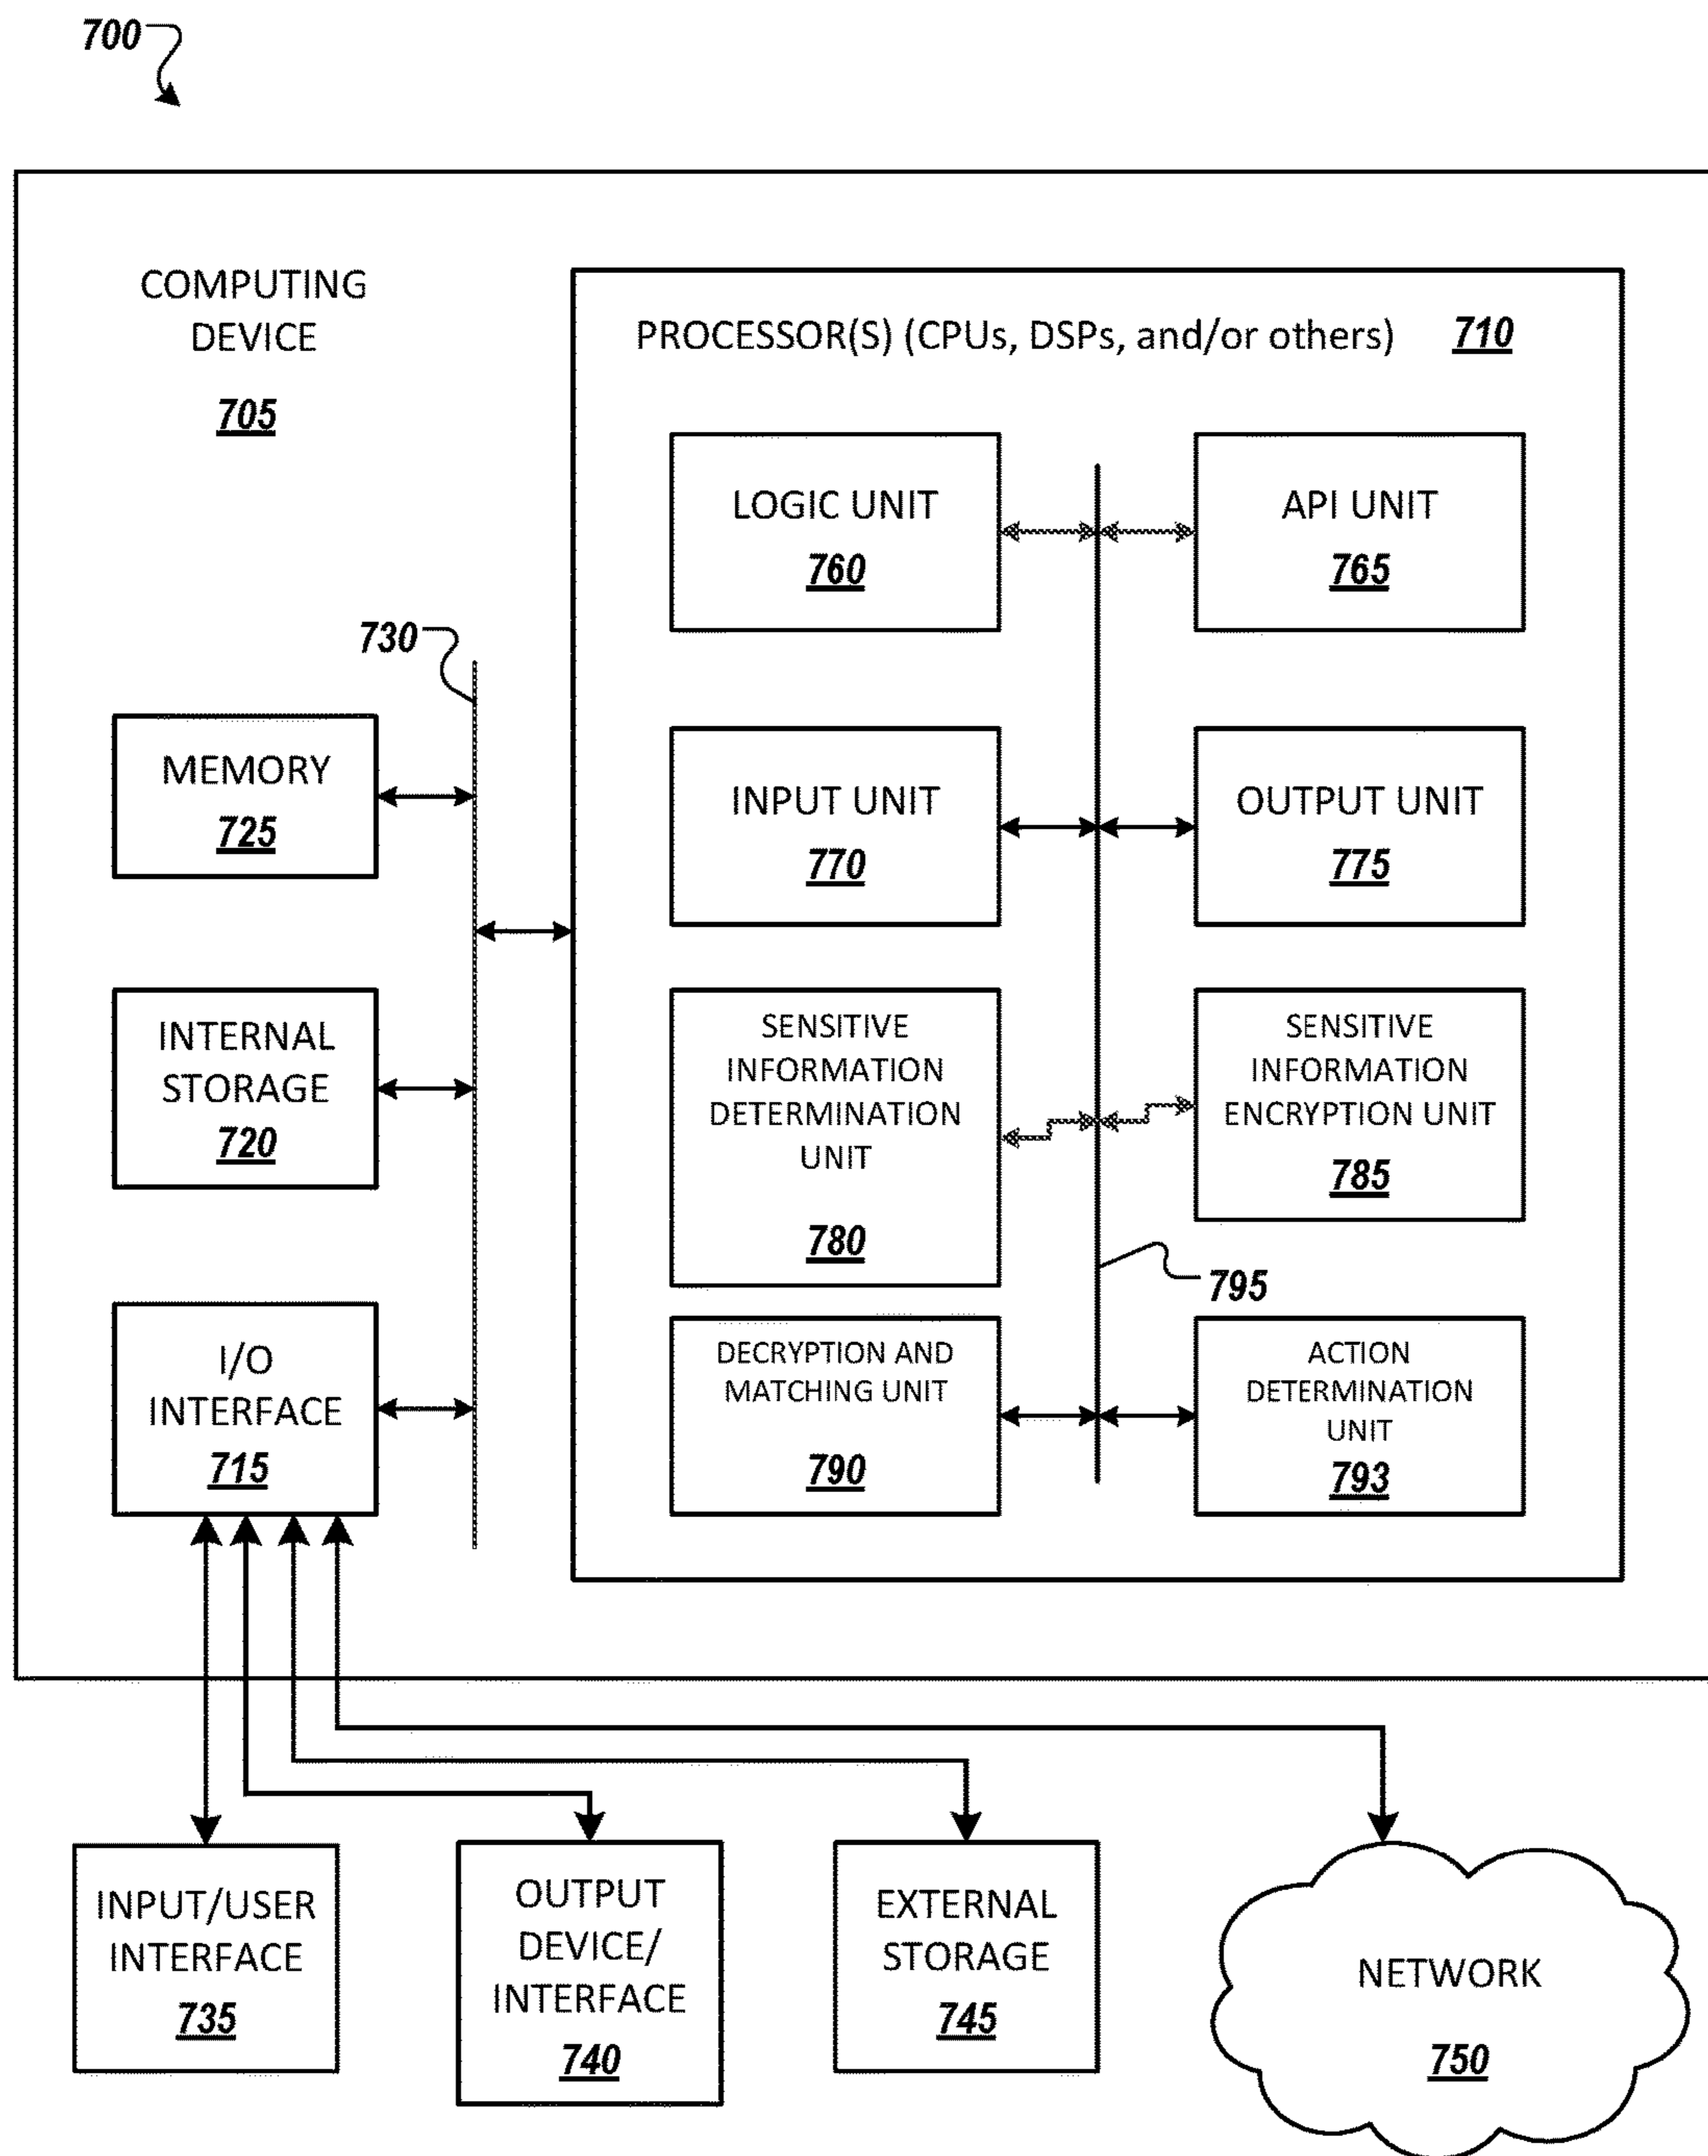 700
COMPUTING
DEVICE
705
PROCESSOR(S) (CPUs, DSPs, and/or others) 710
LOGIC UNIT
760
API UNIT
765
730
MEMORY
725
INPUT UNIT
770
OUTPUT UNIT
775
INTERNAL
STORAGE
720
SENSITIVE
INFORMATION
DETERMINATION
UNIT
780
SENSITIVE
INFORMATION
ENCRYPTION UNIT
785
795
I/O
INTERFACE
715
DECRYPTION AND
MATCHING UNIT
790
ACTION
DETERMINATION
UNIT
793
INPUT/USER
INTERFACE
735
OUTPUT
DEVICE/
INTERFACE
740
EXTERNAL
STORAGE
745
NETWORK
750